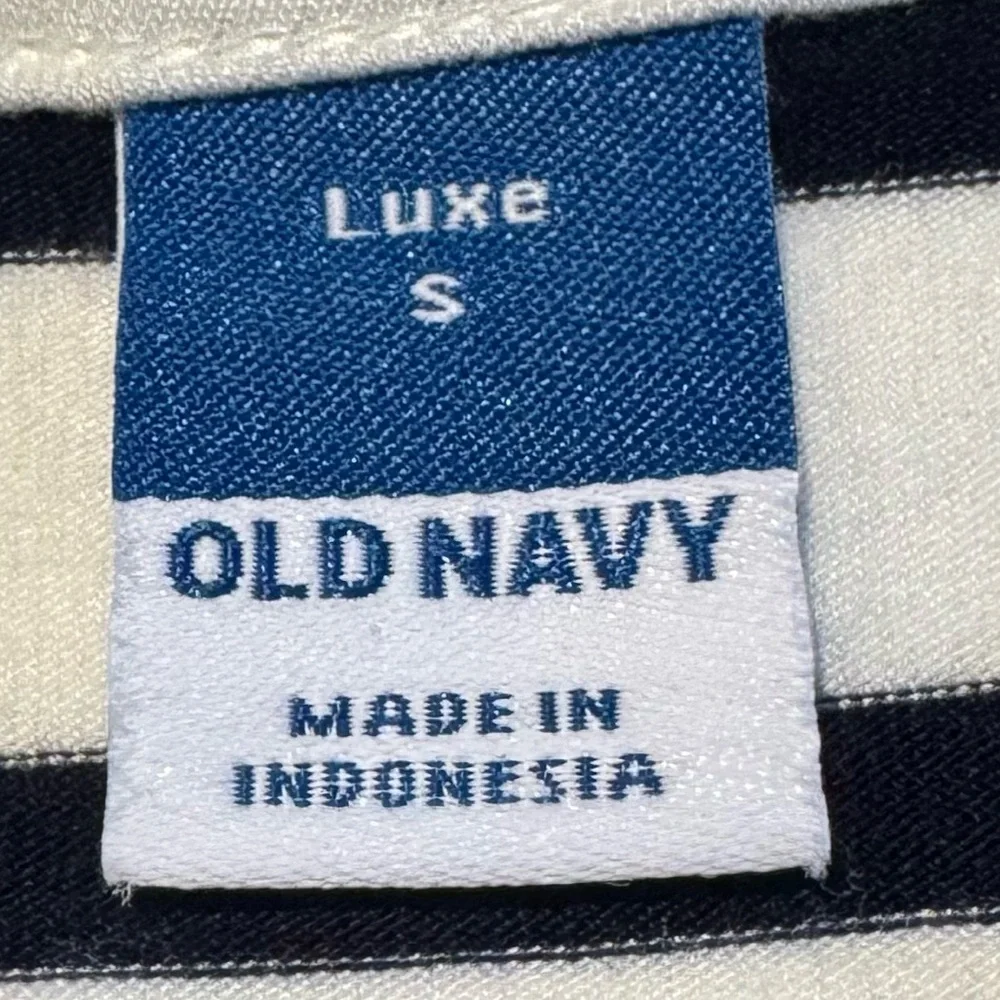 Luxe
S
OLD NAVY
MADE IN
INDONESIA